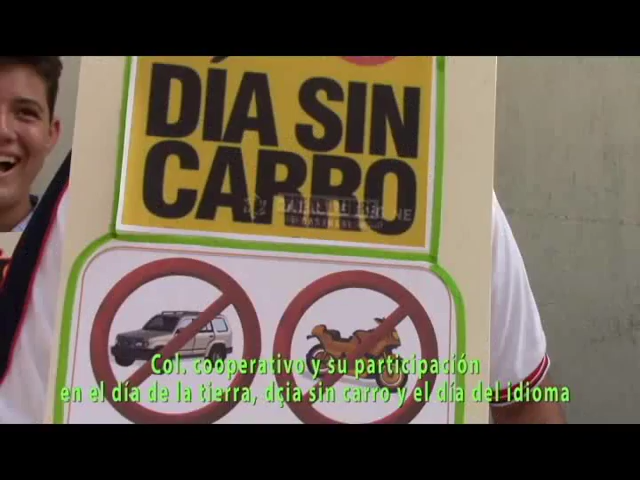 DÍA SIN
CARRO
Col. cooperativo y su participación
en el día de la tierra, dçia sin carro y el día del idioma